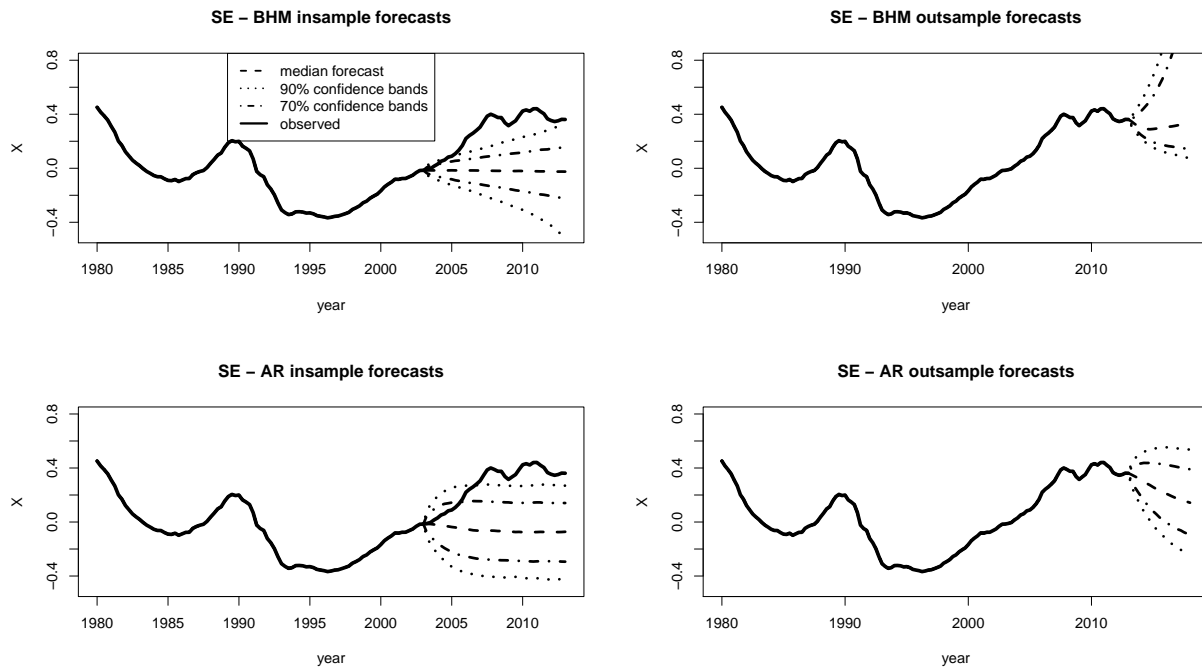 SE − BHM insample forecasts
X
0.8
0.4
0.0
−0.4
median forecast
90% confidence bands
70% confidence bands
observed
1980 1985 1990 1995 2000 2005 2010
year
SE − BHM outsample forecasts
X
0.8
0.4
0.0
−0.4
1980 1990 2000 2010
year
SE − AR insample forecasts
X
0.8
0.4
0.0
−0.4
1980 1985 1990 1995 2000 2005 2010
year
SE − AR outsample forecasts
X
0.8
0.4
0.0
−0.4
1980 1990 2000 2010
year